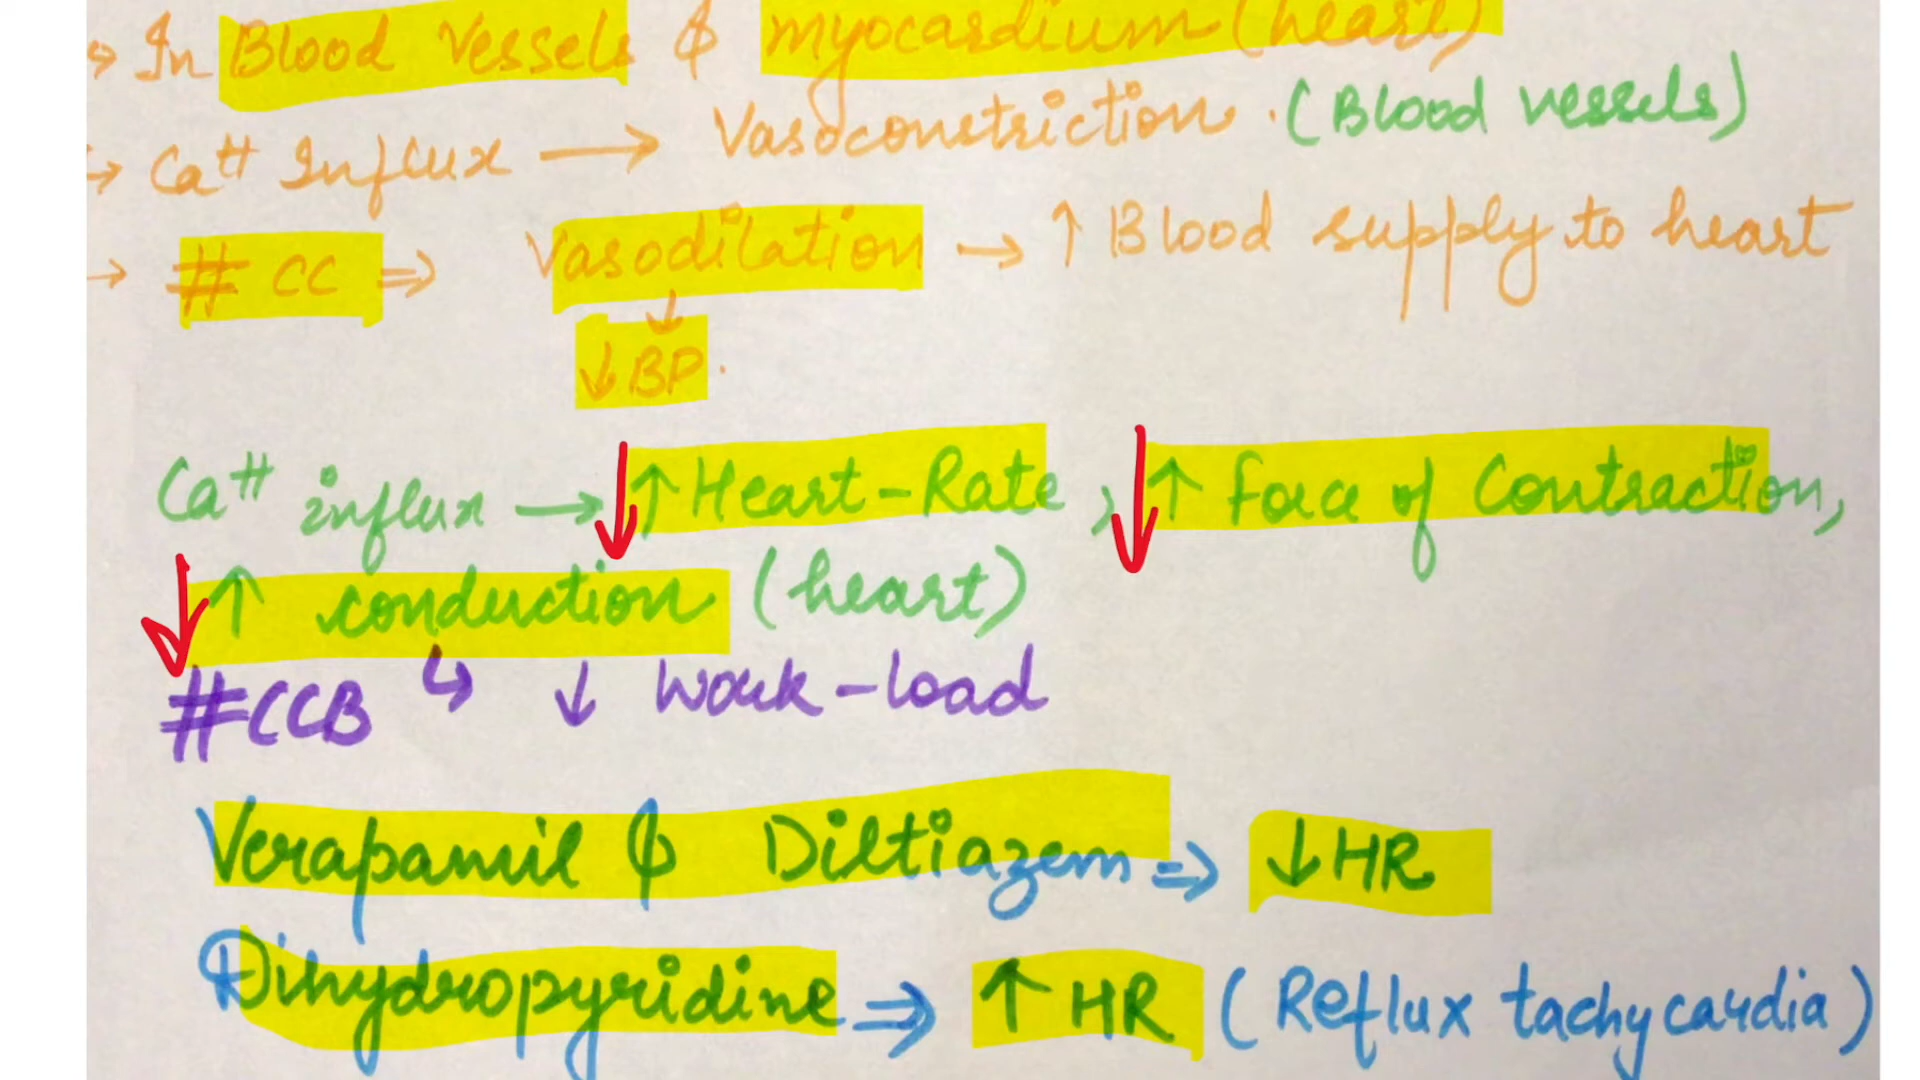 → In Blood Vessels & myocardium (heart)
→ Ca++ Influx → Vasoconstriction. (Blood vessels)
→ # CC ⇒ Vasodilation → ↑ Blood supply to heart
↓
↓ BP.
Ca++ influx → ↓ ↑ Heart-Rate, ↓ ↑ Force of Contraction,
↓ ↑ conduction (heart)
#CCB ↳ ↓ Work-load
Verapamil & Diltiazem ⇒ ↓ HR
Dihydropyridine ⇒ ↑ HR (Reflux tachycardia)